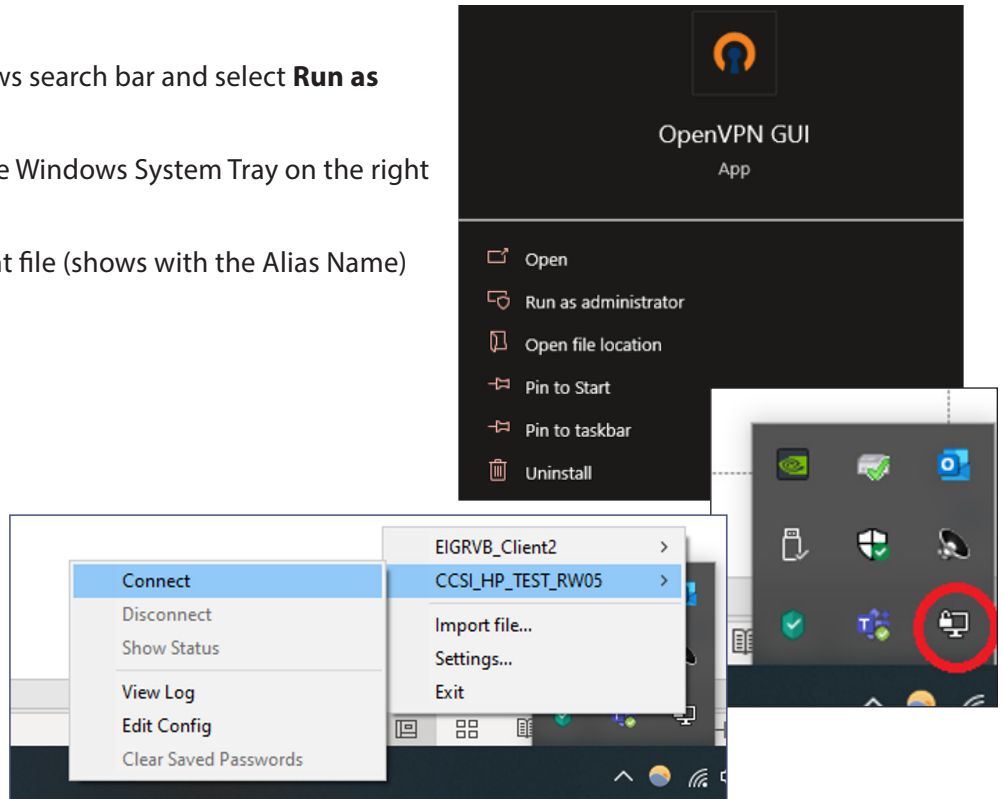 ws search bar and select Run as
e Windows System Tray on the right
nt file (shows with the Alias Name)
OpenVPN GUI
App
Open
Run as administrator
Open file location
Pin to Start
Pin to taskbar
Uninstall
EIGRVB_Client2
CCSI_HP_TEST_RW05
Import file...
Settings...
Exit
Connect
Disconnect
Show Status
View Log
Edit Config
Clear Saved Passwords